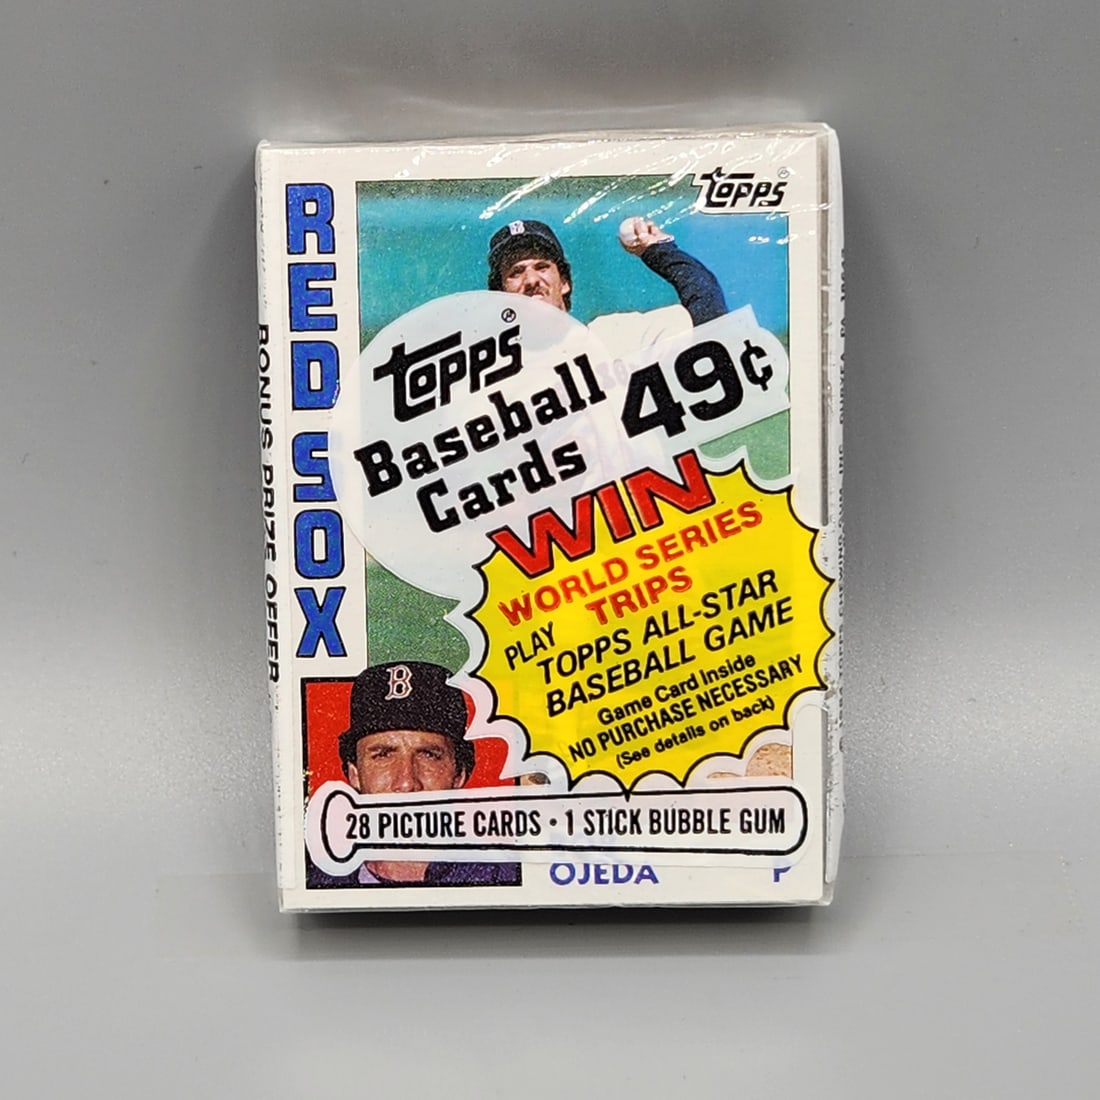 RED SOX
TOPPS
B
TOPPS
Baseball
Cards
49¢
WIN
WORLD SERIES
TRIPS
PLAY
TOPPS ALL-STAR
BASEBALL GAME
Game Card Inside
NO PURCHASE NECESSARY
(See details on back)
B
28 PICTURE CARDS · 1 STICK BUBBLE GUM
OJEDA
P
BONUS PRIZE OFFER